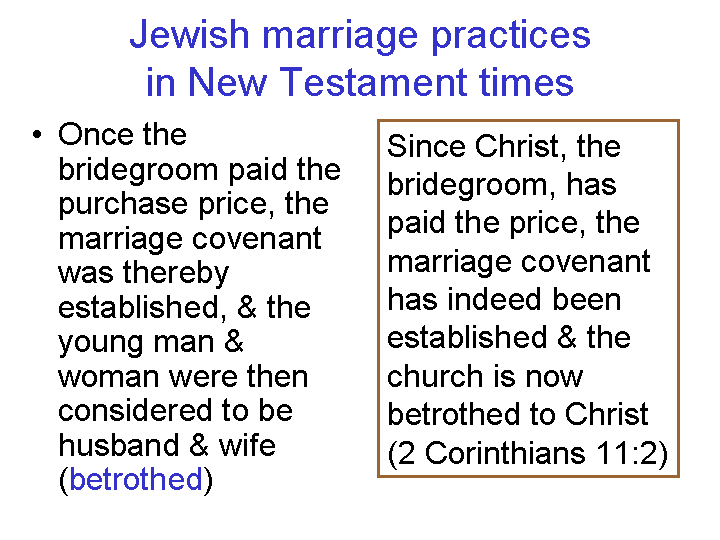 Jewish marriage practices
in New Testament times
• Once the
bridegroom paid the
purchase price, the
marriage covenant
was thereby
established, & the
young man &
woman were then
considered to be
husband & wife
(betrothed)
Since Christ, the
bridegroom, has
paid the price, the
marriage covenant
has indeed been
established & the
church is now
betrothed to Christ
(2 Corinthians 11:2)